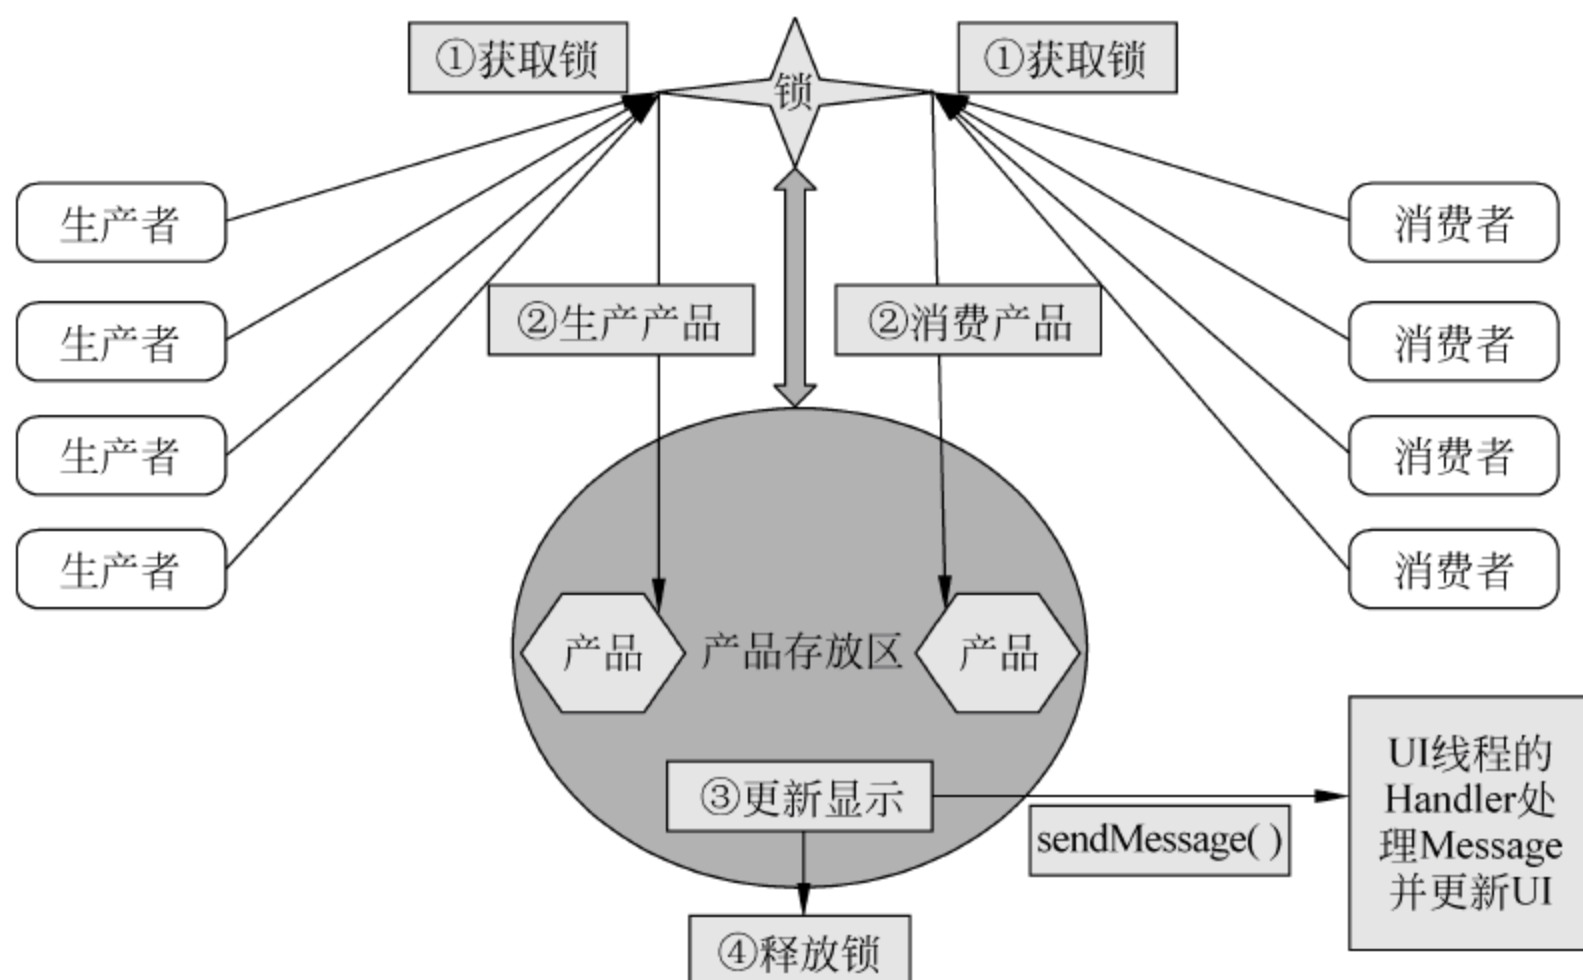 ①获取锁
锁
①获取锁
生产者
消费者
生产者
②生产产品
②消费产品
消费者
生产者
消费者
生产者
消费者
产品
产品存放区
产品
③更新显示
sendMessage( )
UI线程的
Handler处
理Message
并更新UI
④释放锁